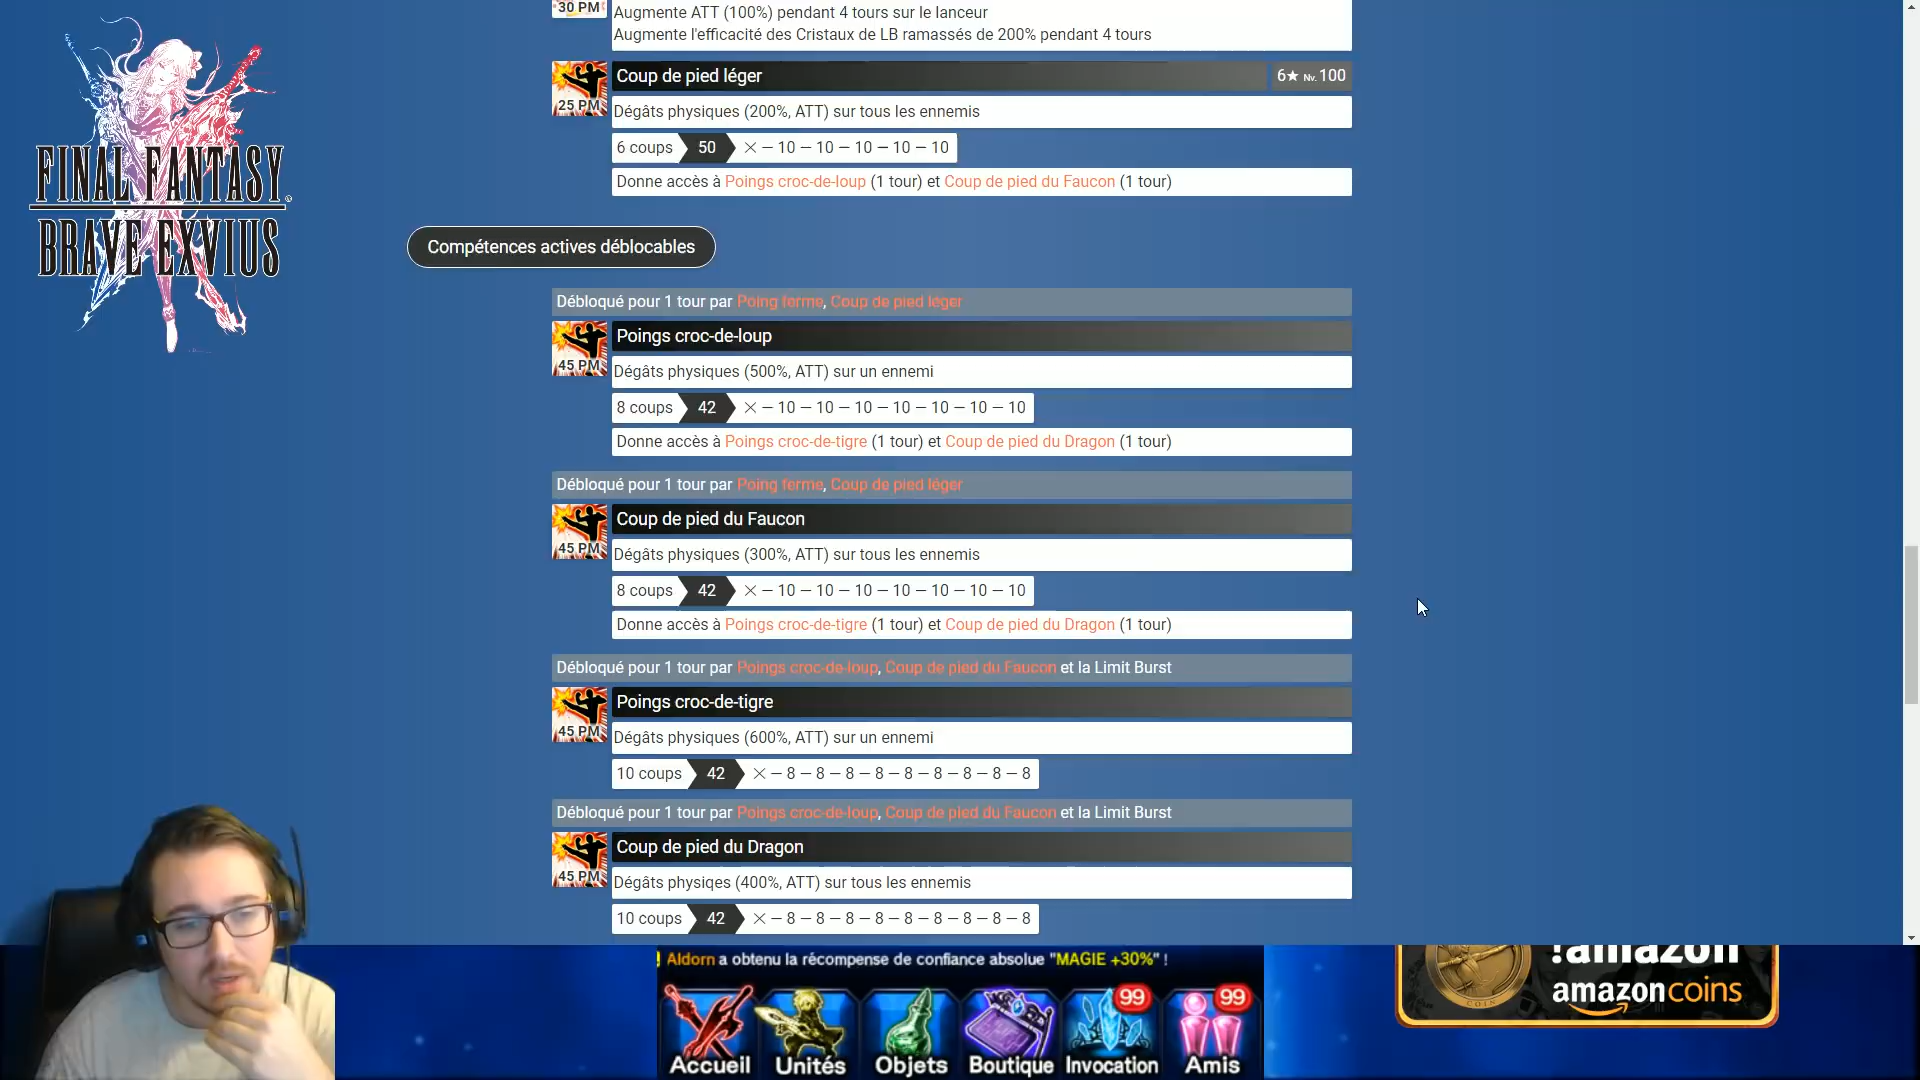 30 PM
Augmente ATT (100%) pendant 4 tours sur le lanceur
Augmente l'efficacité des Cristaux de LB ramassés de 200% pendant 4 tours
Coup de pied léger 6★ Nv. 100
25 PM
Dégâts physiques (200%, ATT) sur tous les ennemis
6 coups 50 × – 10 – 10 – 10 – 10 – 10
Donne accès à Poings croc-de-loup (1 tour) et Coup de pied du Faucon (1 tour)
FINAL FANTASY®
BRAVE EXVIUS
Compétences actives déblocables
Débloqué pour 1 tour par Poing ferme, Coup de pied léger
Poings croc-de-loup
45 PM
Dégâts physiques (500%, ATT) sur un ennemi
8 coups 42 × – 10 – 10 – 10 – 10 – 10 – 10 – 10
Donne accès à Poings croc-de-tigre (1 tour) et Coup de pied du Dragon (1 tour)
Débloqué pour 1 tour par Poing ferme, Coup de pied léger
Coup de pied du Faucon
45 PM
Dégâts physiques (300%, ATT) sur tous les ennemis
8 coups 42 × – 10 – 10 – 10 – 10 – 10 – 10 – 10
Donne accès à Poings croc-de-tigre (1 tour) et Coup de pied du Dragon (1 tour)
Débloqué pour 1 tour par Poings croc-de-loup, Coup de pied du Faucon et la Limit Burst
Poings croc-de-tigre
45 PM
Dégâts physiques (600%, ATT) sur un ennemi
10 coups 42 × – 8 – 8 – 8 – 8 – 8 – 8 – 8 – 8 – 8
Débloqué pour 1 tour par Poings croc-de-loup, Coup de pied du Faucon et la Limit Burst
Coup de pied du Dragon
45 PM
Dégâts physiqes (400%, ATT) sur tous les ennemis
10 coups 42 × – 8 – 8 – 8 – 8 – 8 – 8 – 8 – 8 – 8
Aldorn a obtenu la récompense de confiance absolue "MAGIE +30%" !
99 99
Accueil Unités Objets Boutique Invocation Amis
amazon
COIN
amazoncoins